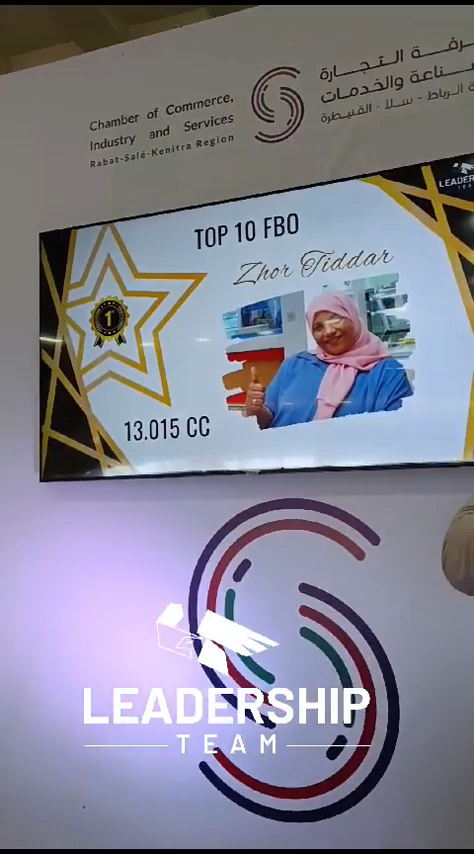 Chamber of Commerce,
Industry and Services
Rabat-Salé-Kenitra Region
التجارة
والخدمات
الرباط - سلا - القنيطرة
TOP 10 FBO
Zhor Tiddar
1
13.015 CC
LEADERSHIP
TEAM